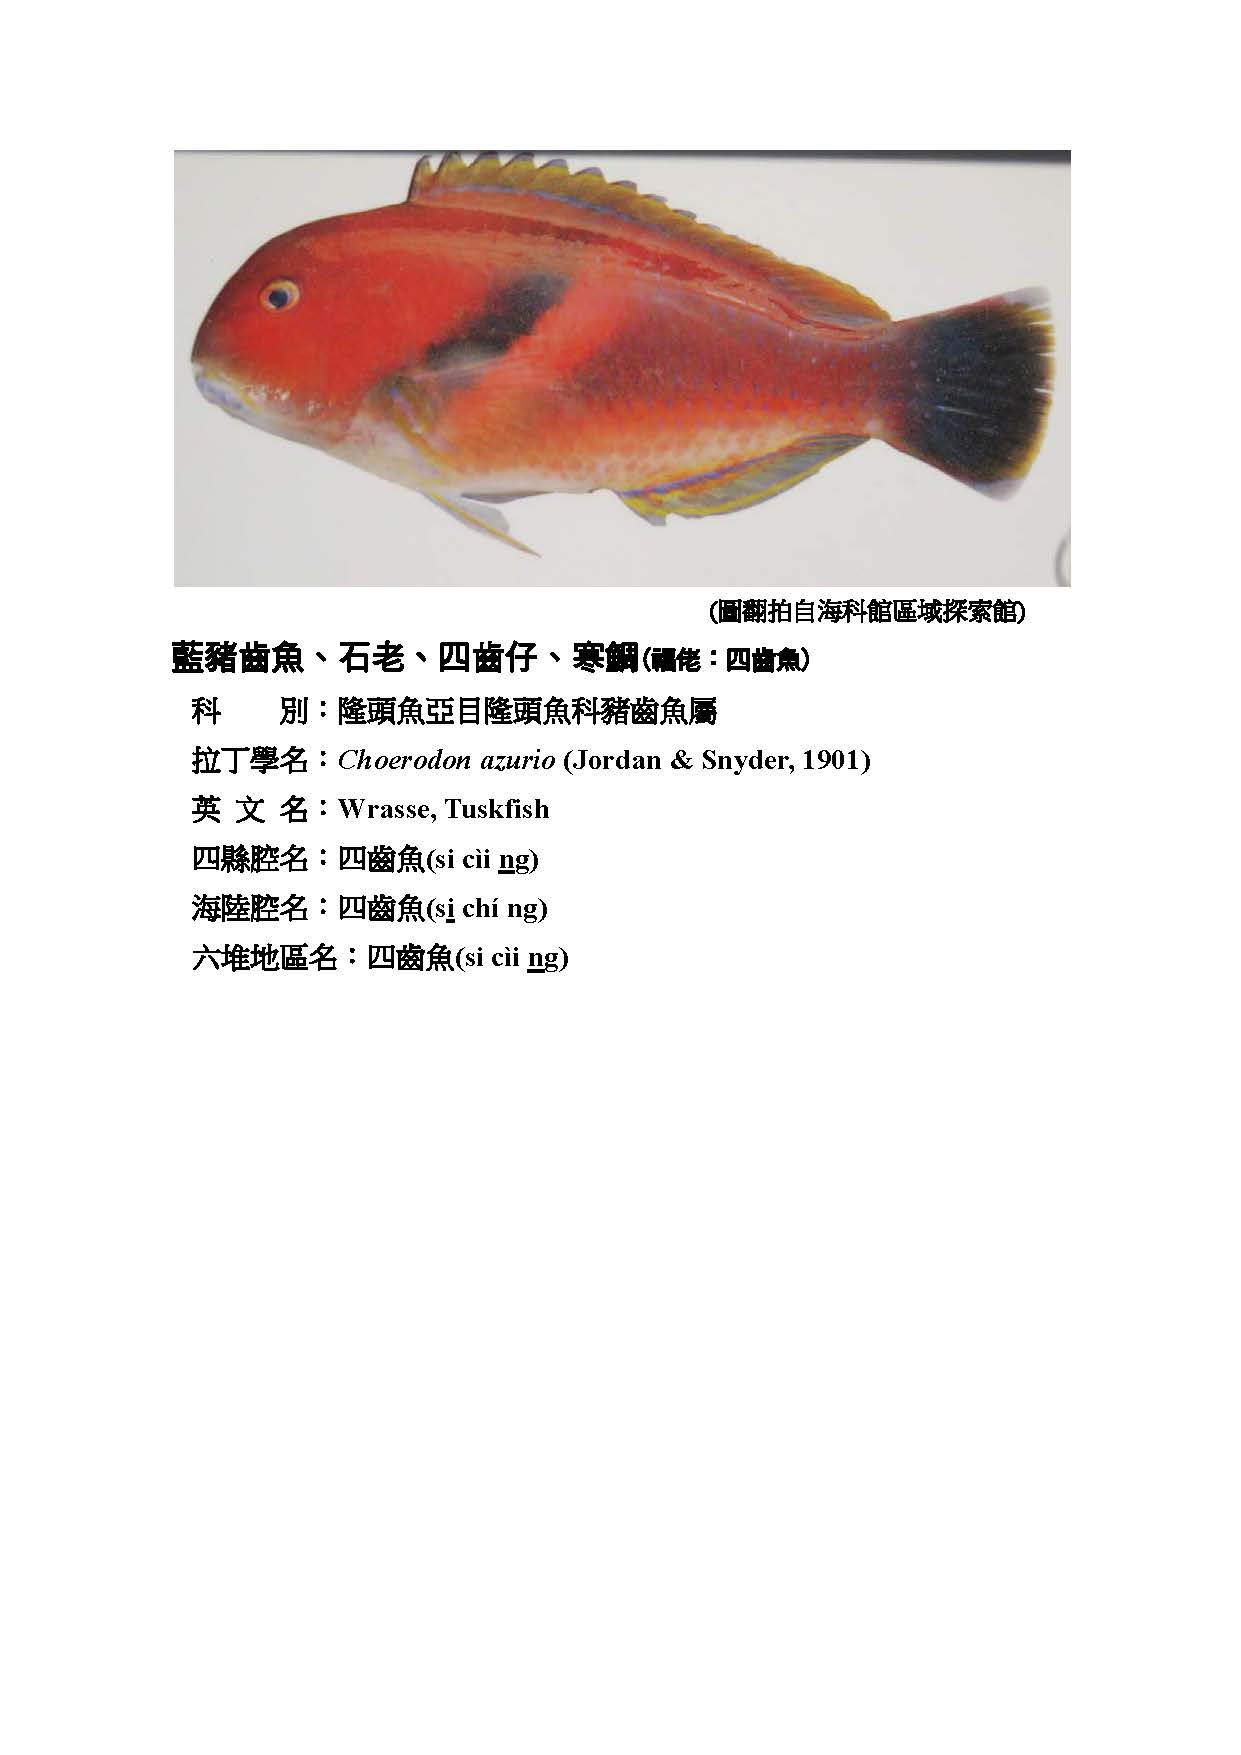 (圖翻拍自海科館區域探索館)
藍豬齒魚、石老、四齒仔、寒鯛(福佬：四齒魚)
科　　別：隆頭魚亞目隆頭魚科豬齒魚屬
拉丁學名：Choerodon azurio (Jordan & Snyder, 1901)
英 文 名：Wrasse, Tuskfish
四縣腔名：四齒魚(si cìi ng)
海陸腔名：四齒魚(si chí ng)
六堆地區名：四齒魚(si cìi ng)